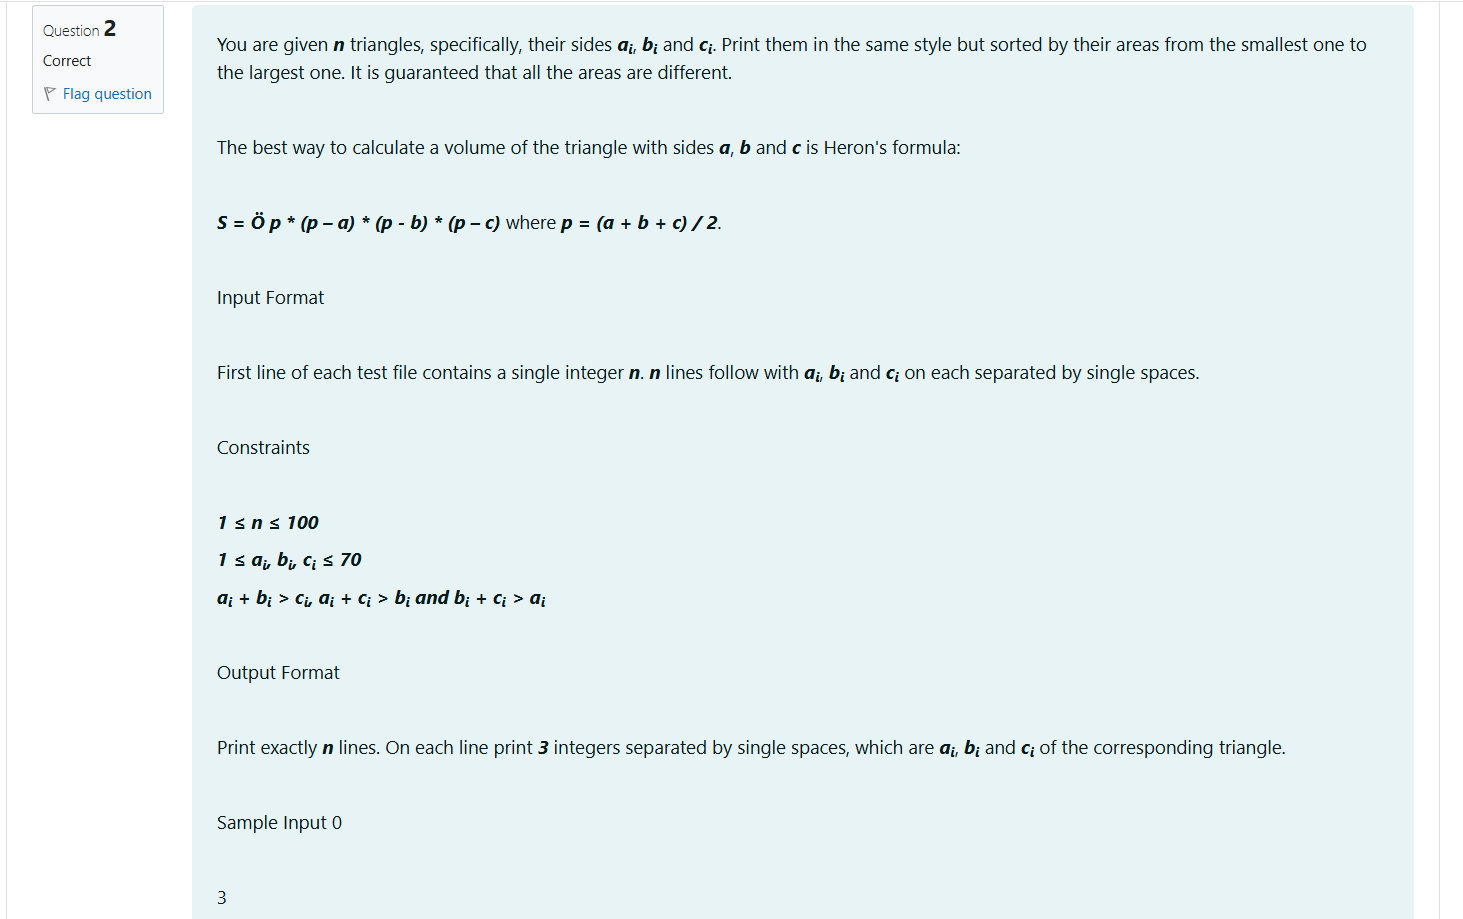 Question 2
Correct
Flag question
You are given n triangles, specifically, their sides ai, bi and ci. Print them in the same style but sorted by their areas from the smallest one to
the largest one. It is guaranteed that all the areas are different.
The best way to calculate a volume of the triangle with sides a, b and c is Heron's formula:
S = Ö p * (p – a) * (p - b) * (p – c) where p = (a + b + c) / 2.
Input Format
First line of each test file contains a single integer n. n lines follow with ai, bi and ci on each separated by single spaces.
Constraints
1 ≤ n ≤ 100
1 ≤ ai, bi, ci ≤ 70
ai + bi > ci, ai + ci > bi and bi + ci > ai
Output Format
Print exactly n lines. On each line print 3 integers separated by single spaces, which are ai, bi and ci of the corresponding triangle.
Sample Input 0
3